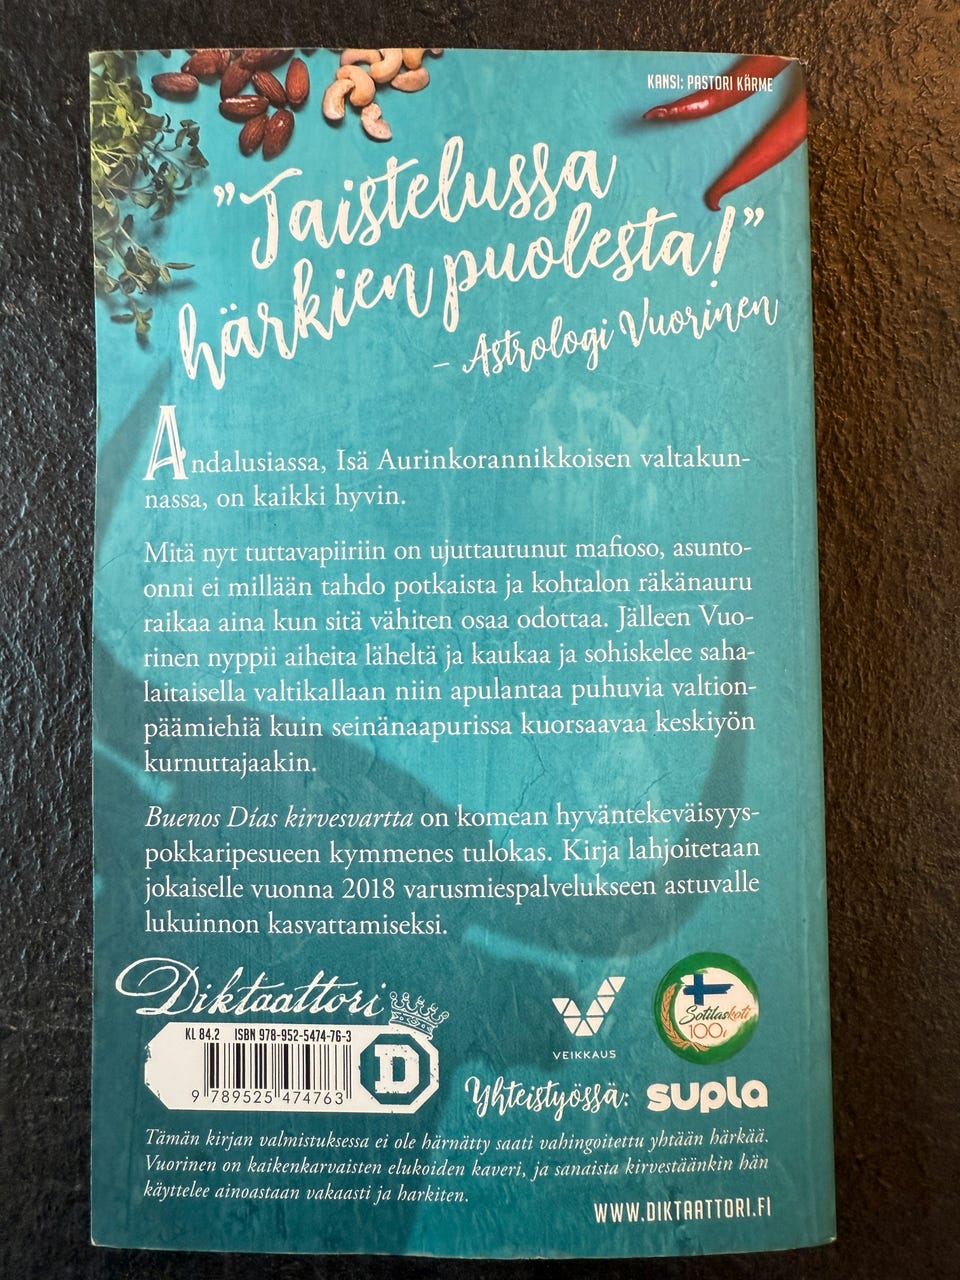 KANSI: PASTORI KÄRME
”Taistelussa
härkien puolesta!”
– Astrologi Vuorinen
Andalusiassa, Isä Aurinkorannikkoisen valtakun-
nassa, on kaikki hyvin.
Mitä nyt tuttavapiiriin on ujuttautunut mafioso, asunto-
onni ei millään tahdo potkaista ja kohtalon räkänauru
raikaa aina kun sitä vähiten osaa odottaa. Jälleen Vuo-
rinen nyppii aiheita läheltä ja kaukaa ja sohiskelee saha-
laitaisella valtikallaan niin apulantaa puhuvia valtion-
päämiehiä kuin seinänaapurissa kuorsaavaa keskiyön
kurnuttajaakin.
Buenos Días kirvesvartta on komean hyväntekeväisyys-
pokkaripesueen kymmenes tulokas. Kirja lahjoitetaan
jokaiselle vuonna 2018 varusmiespalvelukseen astuvalle
lukuinnon kasvattamiseksi.
Diktaattori
KL 84.2 ISBN 978-952-5474-76-3
D
9 789525 474763
VEIKKAUS
Sotilaskoti
100v
Yhteistyössä: supla
Tämän kirjan valmistuksessa ei ole härnätty saati vahingoitettu yhtään härkää.
Vuorinen on kaikenkarvaisten elukoiden kaveri, ja sanaista kirvestäänkin hän
käyttelee ainoastaan vakaasti ja harkiten.
WWW.DIKTAATTORI.FI